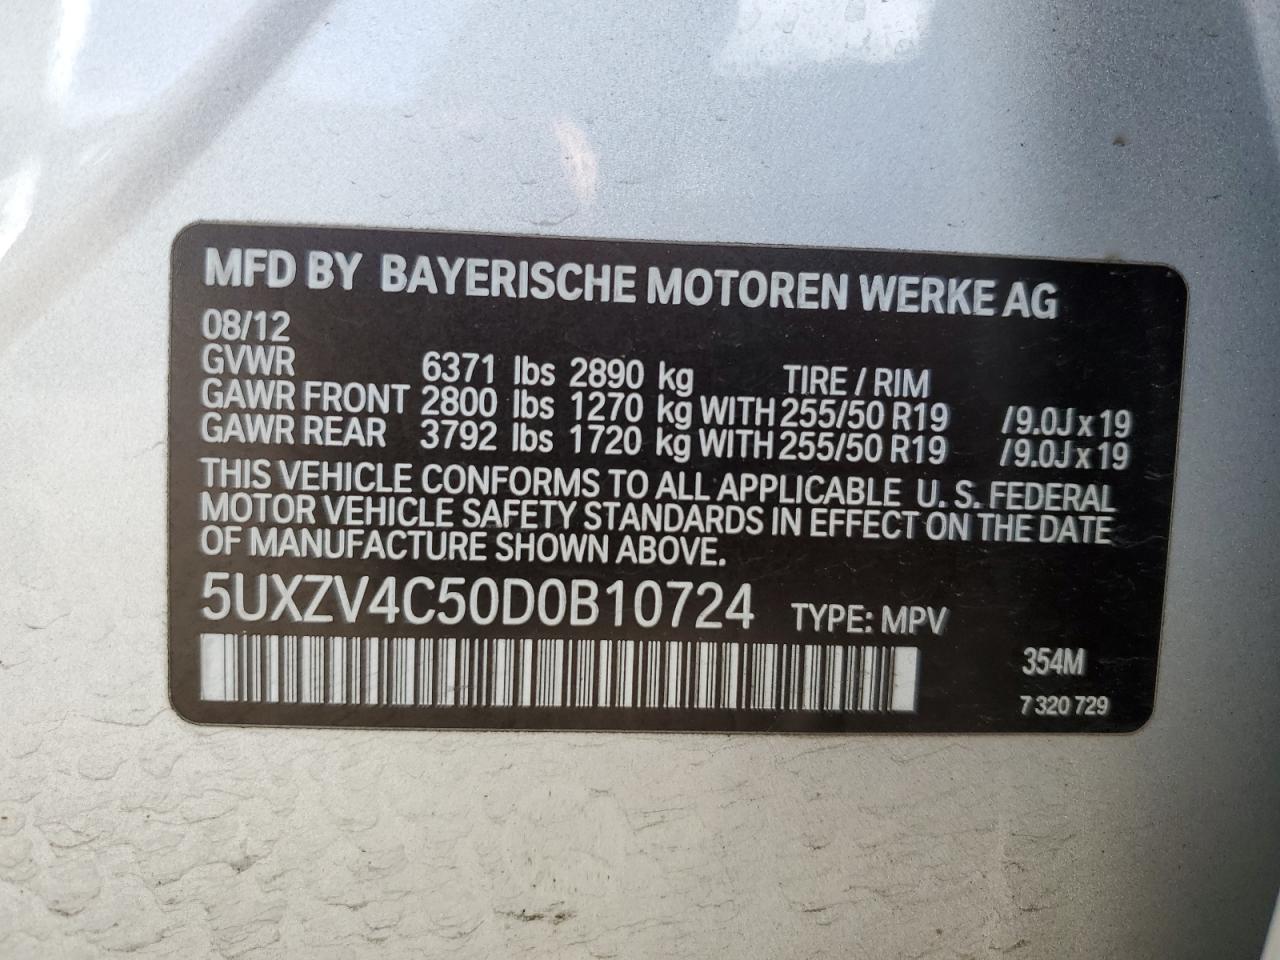 MFD BY BAYERISCHE MOTOREN WERKE AG
08/12
GVWR 6371 lbs 2890 kg TIRE / RIM
GAWR FRONT 2800 lbs 1270 kg WITH 255/50 R19 /9.0J x 19
GAWR REAR 3792 lbs 1720 kg WITH 255/50 R19 /9.0J x 19
THIS VEHICLE CONFORMS TO ALL APPLICABLE U. S. FEDERAL
MOTOR VEHICLE SAFETY STANDARDS IN EFFECT ON THE DATE
OF MANUFACTURE SHOWN ABOVE.
5UXZV4C50D0B10724 TYPE: MPV
354M
7 320 729